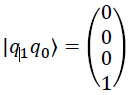 |q₁q₀⟩ = (0
0
0
1)